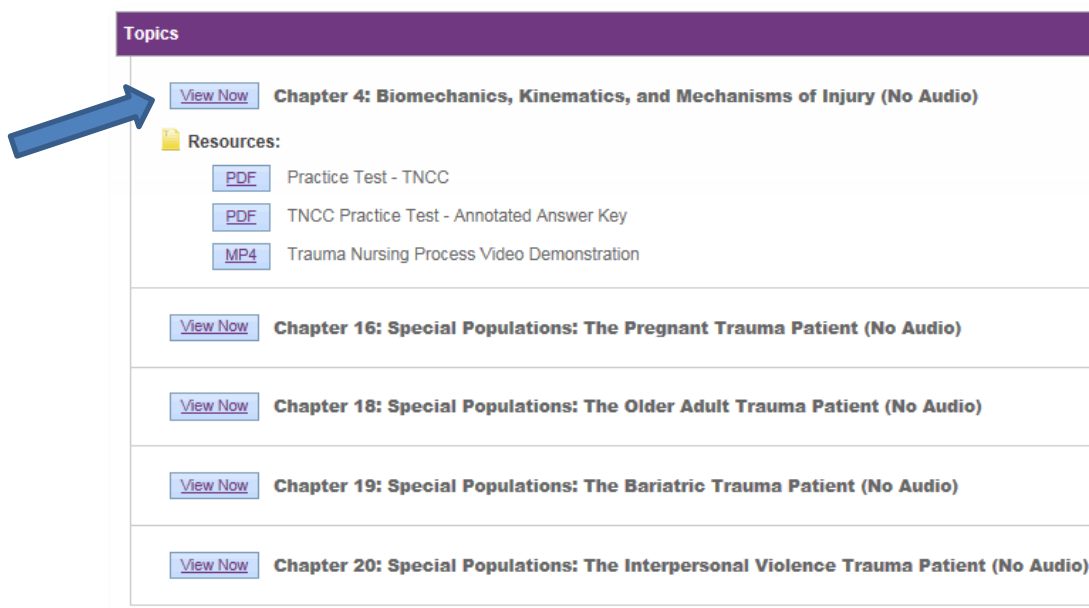 Topics
View Now Chapter 4: Biomechanics, Kinematics, and Mechanisms of Injury (No Audio)
Resources:
PDF Practice Test - TNCC
PDF TNCC Practice Test - Annotated Answer Key
MP4 Trauma Nursing Process Video Demonstration
View Now Chapter 16: Special Populations: The Pregnant Trauma Patient (No Audio)
View Now Chapter 18: Special Populations: The Older Adult Trauma Patient (No Audio)
View Now Chapter 19: Special Populations: The Bariatric Trauma Patient (No Audio)
View Now Chapter 20: Special Populations: The Interpersonal Violence Trauma Patient (No Audio)